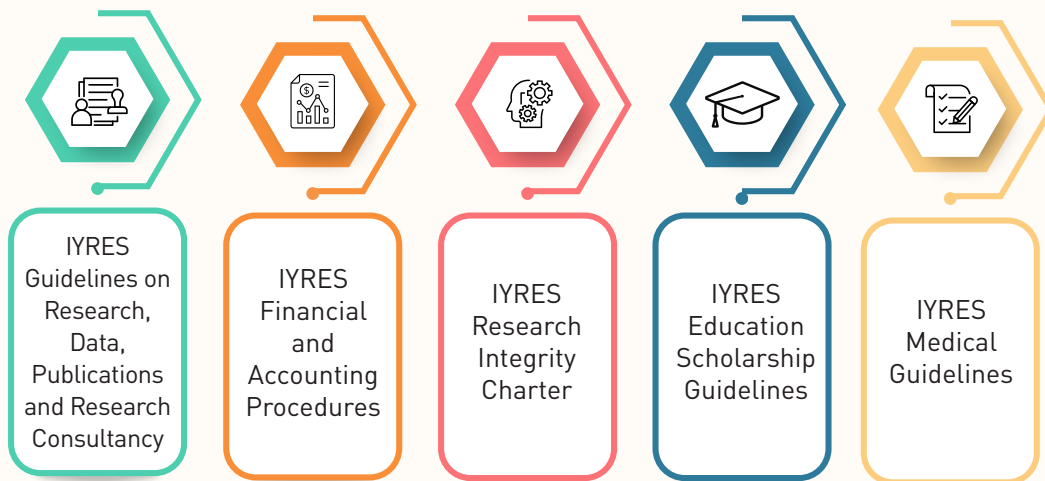 IYRES
Guidelines on
Research,
Data,
Publications
and Research
Consultancy
IYRES
Financial
and
Accounting
Procedures
IYRES
Research
Integrity
Charter
IYRES
Education
Scholarship
Guidelines
IYRES
Medical
Guidelines